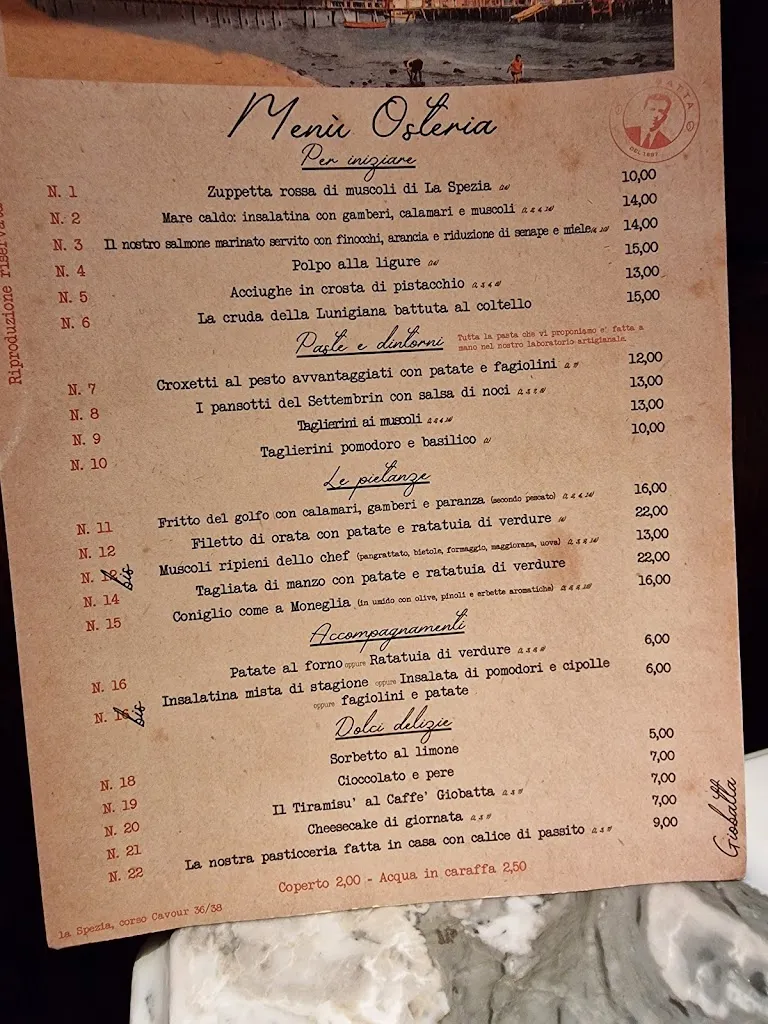 Menù Osteria
Per iniziare
N. 1 Zuppetta rossa di muscoli di La Spezia 10,00
N. 2 Mare caldo: insalatina con gamberi, calamari e muscoli 14,00
N. 3 Il nostro salmone marinato servito con finocchi, arancia e riduzione di senape e miele 14,00
N. 4 Polpo alla ligure 15,00
N. 5 Acciughe in crosta di pistacchio 13,00
N. 6 La cruda della Lunigiana battuta al coltello 15,00
Paste e dintorni Tutta la pasta che vi proponiamo e' fatta a
mano nel nostro laboratorio artigianale
N. 7 Croxetti al pesto avvantaggiati con patate e fagiolini 12,00
N. 8 I pansotti del Settembrin con salsa di noci 13,00
N. 9 Taglierini ai muscoli 13,00
N. 10 Taglierini pomodoro e basilico 10,00
Le pietanze
N. 11 Fritto del golfo con calamari, gamberi e paranza (secondo pescato) 16,00
N. 12 Filetto di orata con patate e ratatuia di verdure 22,00
N. bis Muscoli ripieni dello chef (pangrattato, bietole, formaggio, maggiorana, uova) 13,00
N. 14 Tagliata di manzo con patate e ratatuia di verdure 22,00
N. 15 Coniglio come a Moneglia (in umido con olive, pinoli e erbette aromatiche) 16,00
Accompagnamenti
N. 16 Patate al forno oppure Ratatuia di verdure 6,00
N. 16 bis Insalatina mista di stagione oppure Insalata di pomodori e cipolle 6,00
oppure fagiolini e patate
Dolci delizie
N. 18 Sorbetto al limone 5,00
N. 19 Cioccolato e pere 7,00
N. 20 Il Tiramisu' al Caffe' Giobatta 7,00
N. 21 Cheesecake di giornata 7,00
N. 22 La nostra pasticceria fatta in casa con calice di passito 9,00
Coperto 2,00 - Acqua in caraffa 2,50
la Spezia, corso Cavour 36/38
Giobatta
Riproduzione riservata